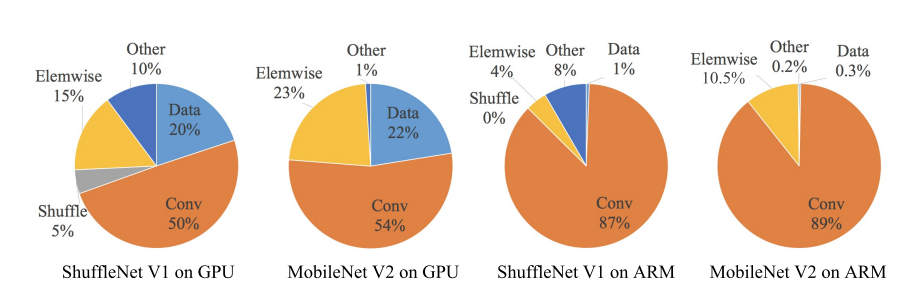 Other
10%
Elemwise
15%
Data
20%
Conv
50%
Shuffle
5%
ShuffleNet V1 on GPU
Other
1%
Elemwise
23%
Data
22%
Conv
54%
MobileNet V2 on GPU
Elemwise
4%
Other
8%
Data
1%
Shuffle
0%
Conv
87%
ShuffleNet V1 on ARM
Elemwise
10.5%
Other
0.2%
Data
0.3%
Conv
89%
MobileNet V2 on ARM